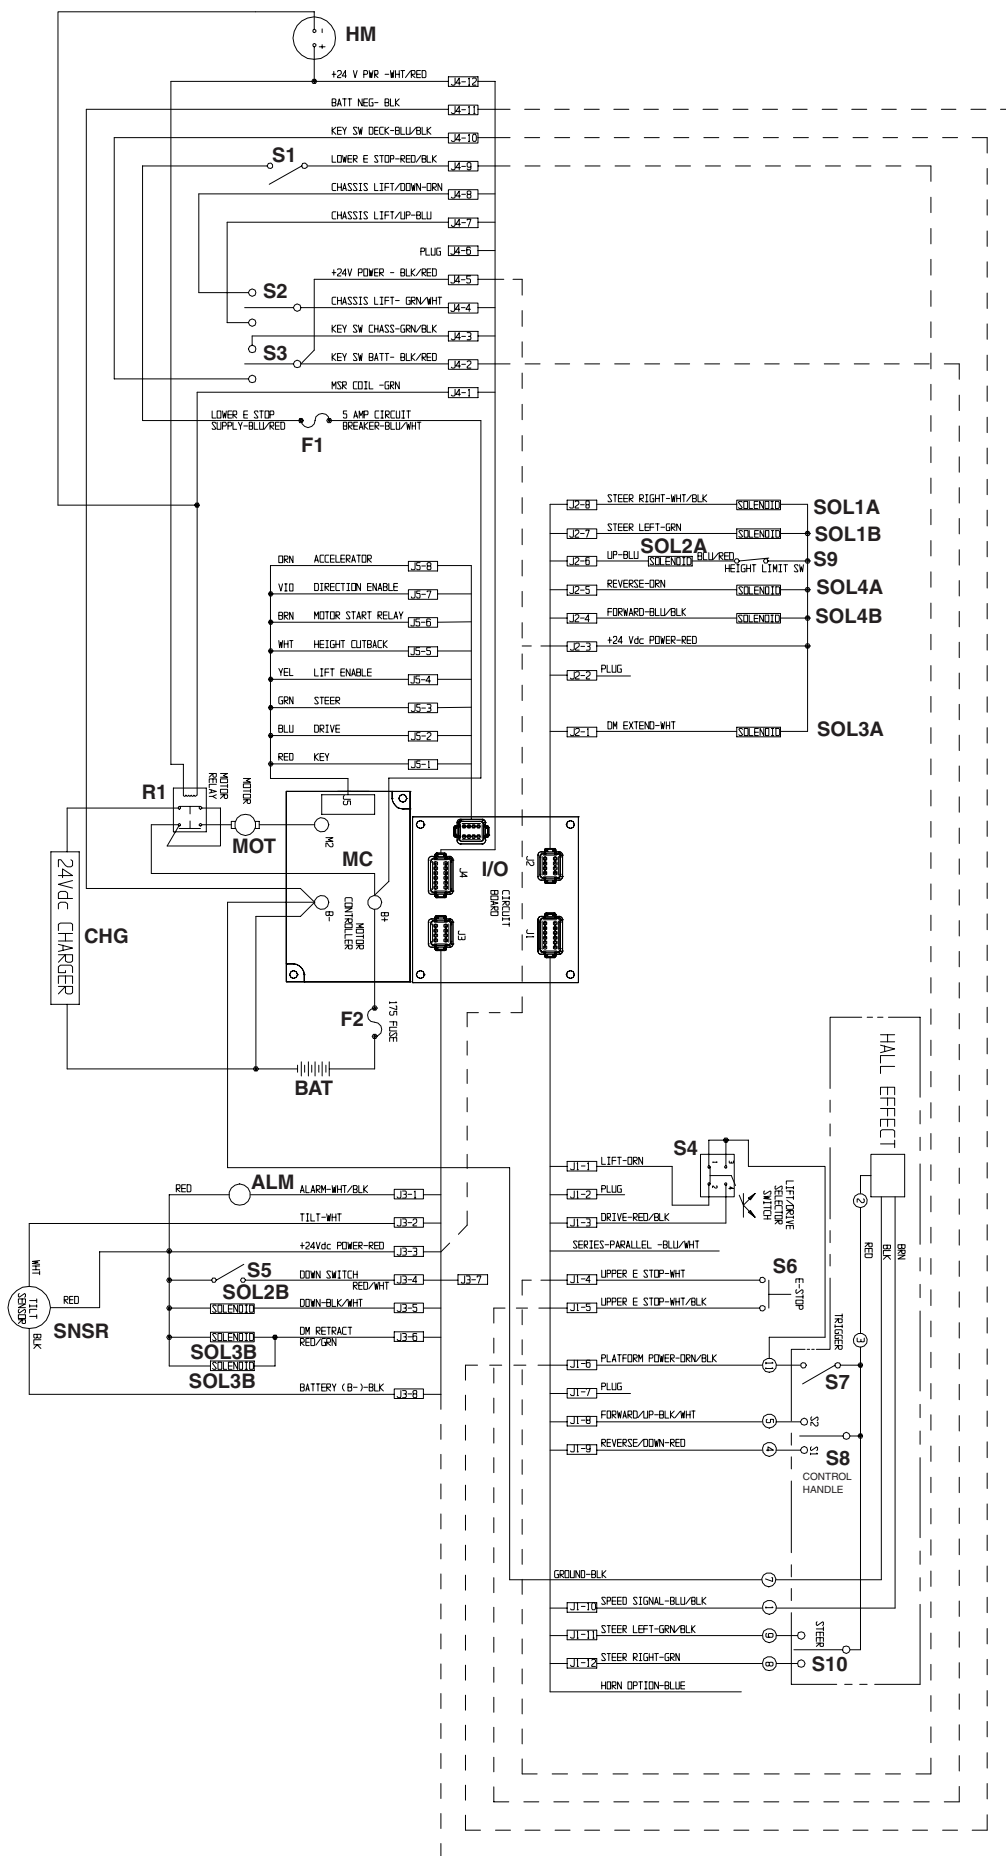 HM
- +
+24 V PWR -WHT/RED J4-12
BATT NEG- BLK J4-11
KEY SW DECK-BLU/BLK J4-10
S1
LOWER E STOP-RED/BLK J4-9
CHASSIS LIFT/DOWN-ORN J4-8
CHASSIS LIFT/UP-BLU J4-7
PLUG J4-6
+24V POWER - BLK/RED J4-5
S2
CHASSIS LIFT- GRN/WHT J4-4
KEY SW CHASS-GRN/BLK J4-3
S3
KEY SW BATT- BLK/RED J4-2
MSR COIL -GRN J4-1
LOWER E STOP
SUPPLY-BLU/RED
F1
5 AMP CIRCUIT
BREAKER-BLU/WHT
J2-8 STEER RIGHT-WHT/BLK SOLENOID SOL1A
J2-7 STEER LEFT-GRN SOLENOID SOL1B
J2-6 UP-BLU SOL2A SOLENOID BLU/RED S9
HEIGHT LIMIT SW
J2-5 REVERSE-ORN SOLENOID SOL4A
J2-4 FORWARD-BLU/BLK SOLENOID SOL4B
J2-3 +24 Vdc POWER-RED
J2-2 PLUG
J2-1 DM EXTEND-WHT SOLENOID SOL3A
ORN ACCELERATOR J5-8
VIO DIRECTION ENABLE J5-7
BRN MOTOR START RELAY J5-6
WHT HEIGHT CUTBACK J5-5
YEL LIFT ENABLE J5-4
GRN STEER J5-3
BLU DRIVE J5-2
RED KEY J5-1
R1
MOTOR
RELAY
MOTOR
MOT
J5
M2
MC
B-
B+
MOTOR
CONTROLLER
I/O
CIRCUIT
BOARD
J4
J3
J2
J1
24Vdc CHARGER
CHG
F2
175 FUSE
BAT
RED ALM ALARM-WHT/BLK J3-1
TILT-WHT J3-2
+24Vdc POWER-RED J3-3
S5 DOWN SWITCH J3-4 J3-7
RED/WHT
SOL2B
SOLENOID DOWN-BLK/WHT J3-5
SOLENOID DM RETRACT J3-6
RED/GRN
SOL3B
SOLENOID
SOL3B
BATTERY (B-)-BLK J3-8
WHT
TILT
SENSOR
RED
BLK
SNSR
HALL EFFECT
2
RED
BLK
BRN
3
TRIGGER
S4
1 3
2 4
LIFT/DRIVE
SELECTOR
SWITCH
J1-1 LIFT-ORN
J1-2 PLUG
J1-3 DRIVE-RED/BLK
SERIES-PARALLEL -BLU/WHT
S6
E-STOP
J1-4 UPPER E STOP-WHT
J1-5 UPPER E STOP-WHT/BLK
J1-6 PLATFORM POWER-ORN/BLK 11 S7
J1-7 PLUG
J1-8 FORWARD/UP-BLK/WHT 5 S2
J1-9 REVERSE/DOWN-RED 4 S1
S8
CONTROL
HANDLE
GROUND-BLK 7
J1-10 SPEED SIGNAL-BLU/BLK 1
J1-11 STEER LEFT-GRN/BLK 9 STEER
J1-12 STEER RIGHT-GRN 8 S10
HORN OPTION-BLUE